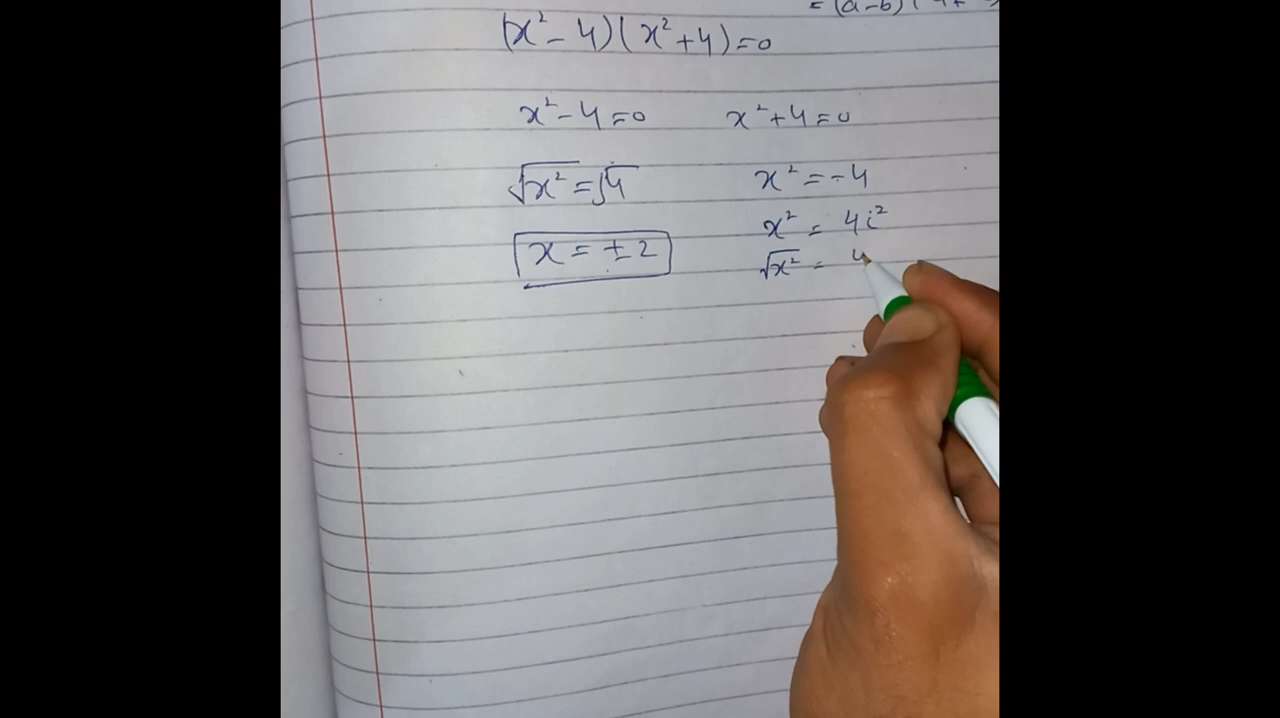 = (a-b)(
(x² - 4)(x² + 4) = 0
x² - 4 = 0 x² + 4 = 0
√x² = √4 x² = -4
x² = 4i²
x = ± 2 √x² = 4